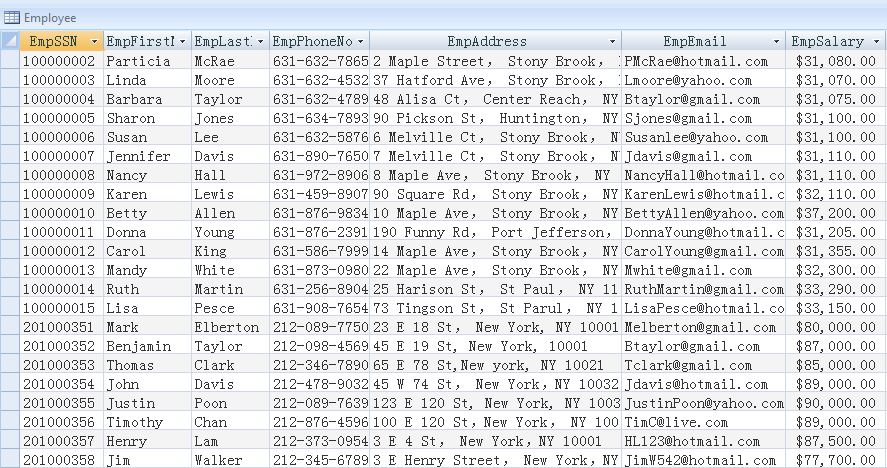 Employee
EmpSSN EmpFirstN EmpLastl EmpPhoneNo EmpAddress EmpEmail EmpSalary
100000002 Particia McRae 631-632-7865 2 Maple Street, Stony Brook, PMcRae@hotmail.com $31,080.00
100000003 Linda Moore 631-632-4532 37 Hatford Ave, Stony Brook, Lmoore@yahoo.com $31,070.00
100000004 Barbara Taylor 631-632-4789 48 Alisa Ct, Center Reach, NY Btaylor@gmail.com $31,075.00
100000005 Sharon Jones 631-634-7893 90 Pickson St, Huntington, N Sjones@gmail.com $31,100.00
100000006 Susan Lee 631-632-5876 6 Melville Ct, Stony Brook, Susanlee@yahoo.com $31,100.00
100000007 Jennifer Davis 631-890-7650 7 Melville Ct, Stony Brook, N Jdavis@gmail.com $31,110.00
100000008 Nancy Hall 631-972-8906 8 Maple Ave, Stony Brook, NY NancyHall@hotmail.co $31,110.00
100000009 Karen Lewis 631-459-8907 90 Square Rd, Stony Brook, NY KarenLewis@hotmail.c $32,110.00
100000010 Betty Allen 631-876-9834 10 Maple Ave, Stony Brook, NY BettyAllen@yahoo.com $37,200.00
100000011 Donna Young 631-876-2391 190 Funny Rd, Port Jefferson, DonnaYoung@hotmail.c $31,205.00
100000012 Carol King 631-586-7999 14 Maple Ave, Stony Brook, NY CarolYoung@gmail.com $31,355.00
100000013 Mandy White 631-873-0980 22 Maple Ave, Stony Brook, NY Mwhite@gmail.com $32,300.00
100000014 Ruth Martin 631-256-8904 25 Harison St, St Paul, NY 11 RuthMartin@gmail.com $33,290.00
100000015 Lisa Pesce 631-908-7654 73 Tingson St, St Parul, NY 1 LisaPesce@hotmail.co $33,150.00
201000351 Mark Elberton 212-089-7750 23 E 18 St, New York, NY 10001 Melberton@gmail.com $80,000.00
201000352 Benjamin Taylor 212-098-4569 45 E 19 St, New York, 10001 Btaylor@gmail.com $87,000.00
201000353 Thomas Clark 212-346-7890 65 E 78 St,New york, NY 10021 Tclark@gmail.com $85,000.00
201000354 John Davis 212-478-9032 45 W 74 St, New York,NY 10032 Jdavis@hotmail.com $89,000.00
201000355 Justin Poon 212-089-7639 123 E 120 St, New York, NY 1003 JustinPoon@yahoo.com $90,000.00
201000356 Timothy Chan 212-876-4596 100 E 120 St, New York, NY 100 TimC@live.com $89,000.00
201000357 Henry Lam 212-373-0954 3 E 4 St, New York, NY 10001 HL123@hotmail.com $87,500.00
201000358 Jim Walker 212-345-6789 3 E Henry Street, New York,NY JimW542@hotmail.com $77,700.00